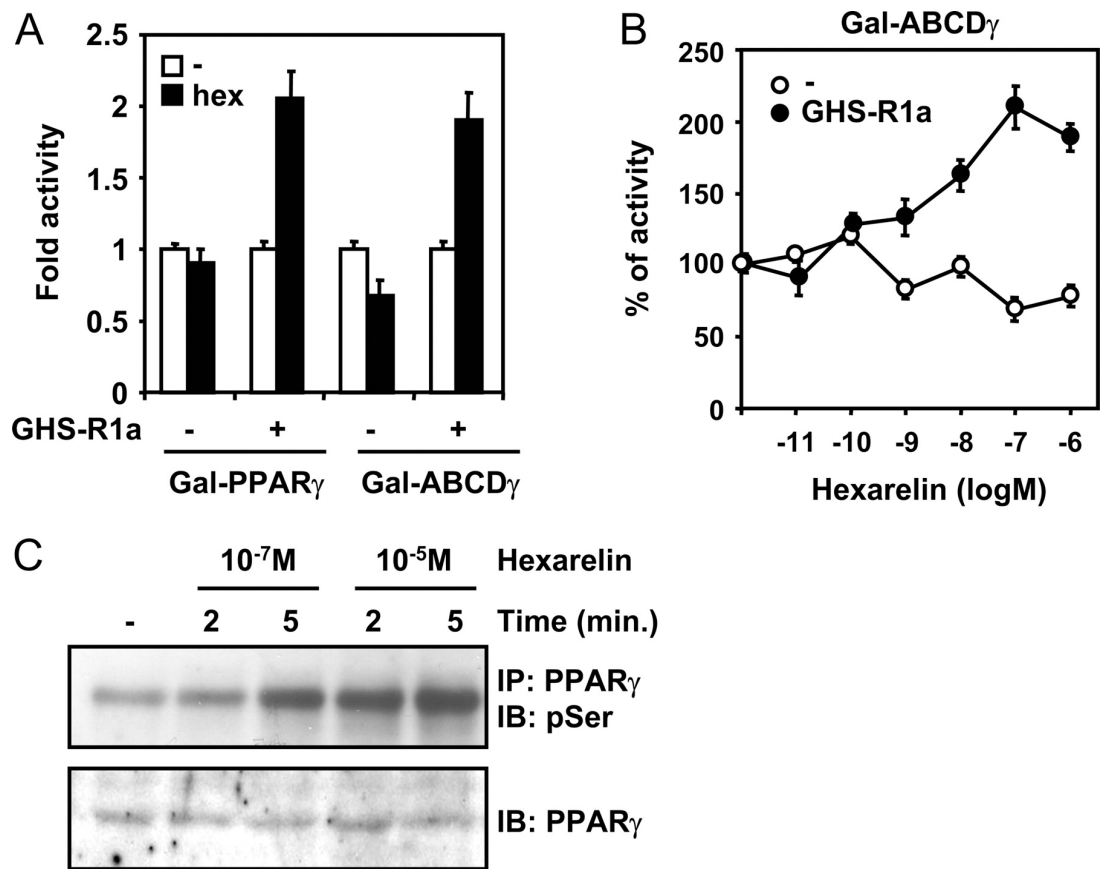 A
2.5
2
1.5
1
0.5
0
Fold activity
-
hex
GHS-R1a - + - +
Gal-PPARγ Gal-ABCDγ
B
Gal-ABCDγ
250
200
150
100
50
0
% of activity
-
GHS-R1a
-11 -10 -9 -8 -7 -6
Hexarelin (logM)
C
10⁻⁷M 10⁻⁵M Hexarelin
- 2 5 2 5 Time (min.)
IP: PPARγ
IB: pSer
IB: PPARγ